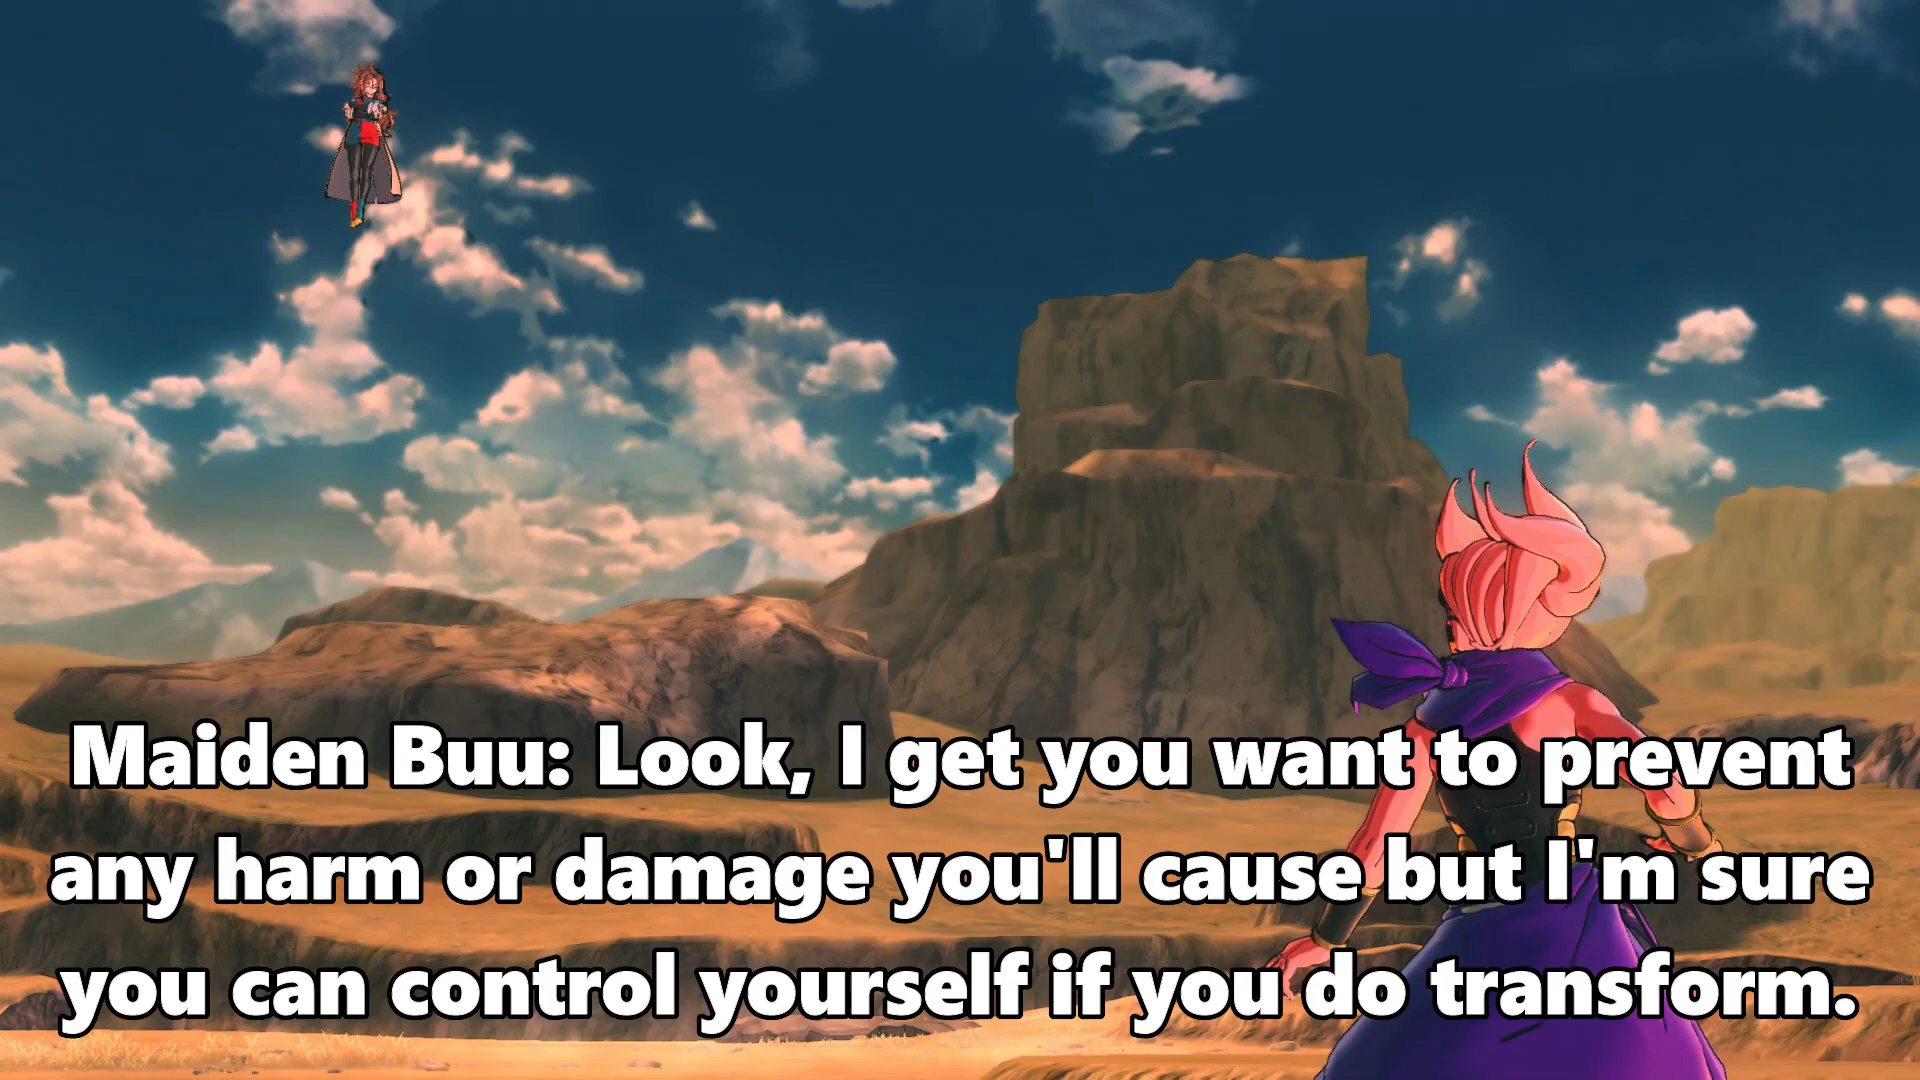 Maiden Buu: Look, I get you want to prevent
any harm or damage you'll cause but I'm sure
you can control yourself if you do transform.